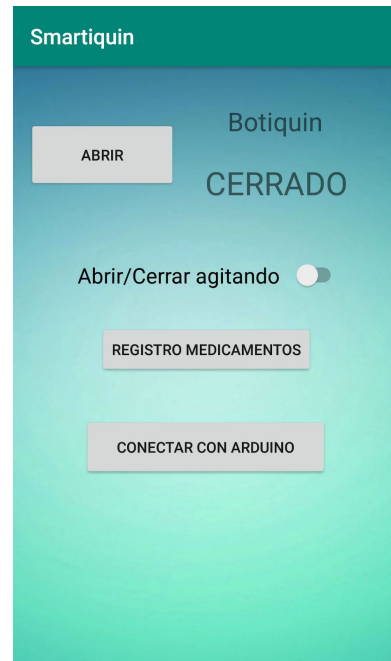 Smartiquin
ABRIR
Botiquin
CERRADO
Abrir/Cerrar agitando
REGISTRO MEDICAMENTOS
CONECTAR CON ARDUINO